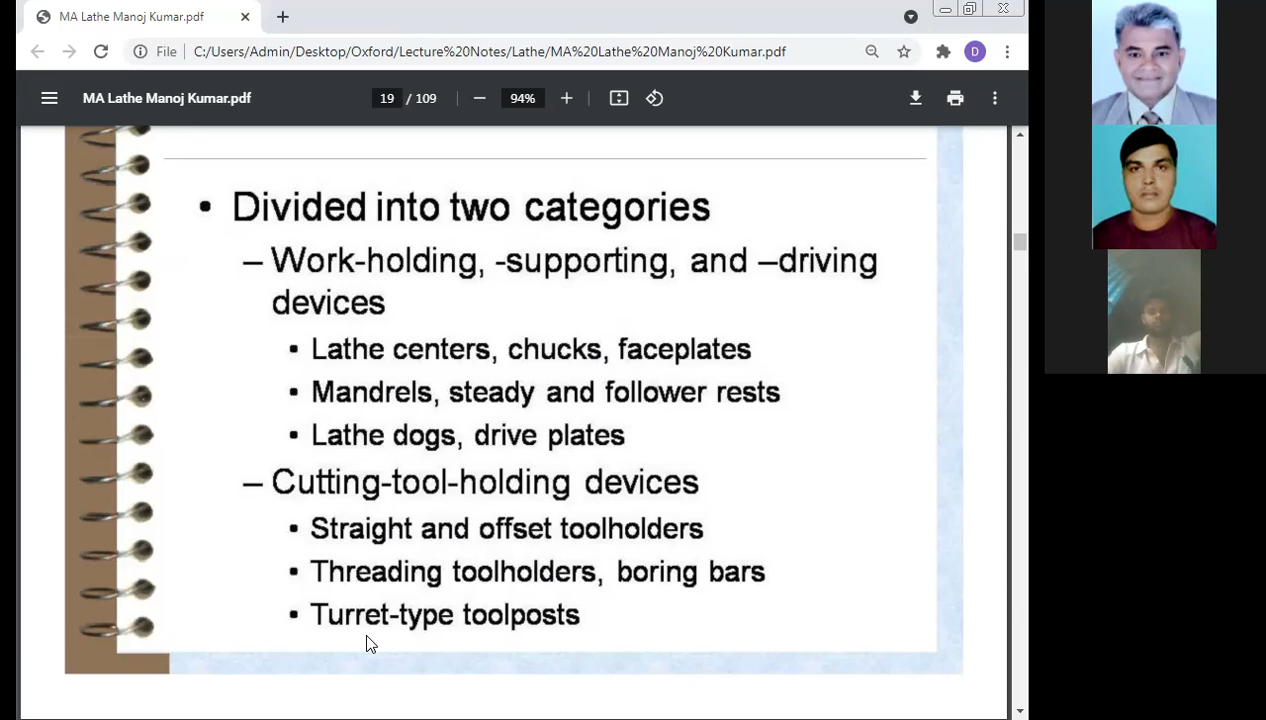 MA Lathe Manoj Kumar.pdf
File C:/Users/Admin/Desktop/Oxford/Lecture%20Notes/Lathe/MA%20Lathe%20Manoj%20Kumar.pdf D
MA Lathe Manoj Kumar.pdf 19 / 109 94%
• Divided into two categories
– Work-holding, -supporting, and –driving
devices
▪ Lathe centers, chucks, faceplates
▪ Mandrels, steady and follower rests
▪ Lathe dogs, drive plates
– Cutting-tool-holding devices
▪ Straight and offset toolholders
▪ Threading toolholders, boring bars
▪ Turret-type toolposts